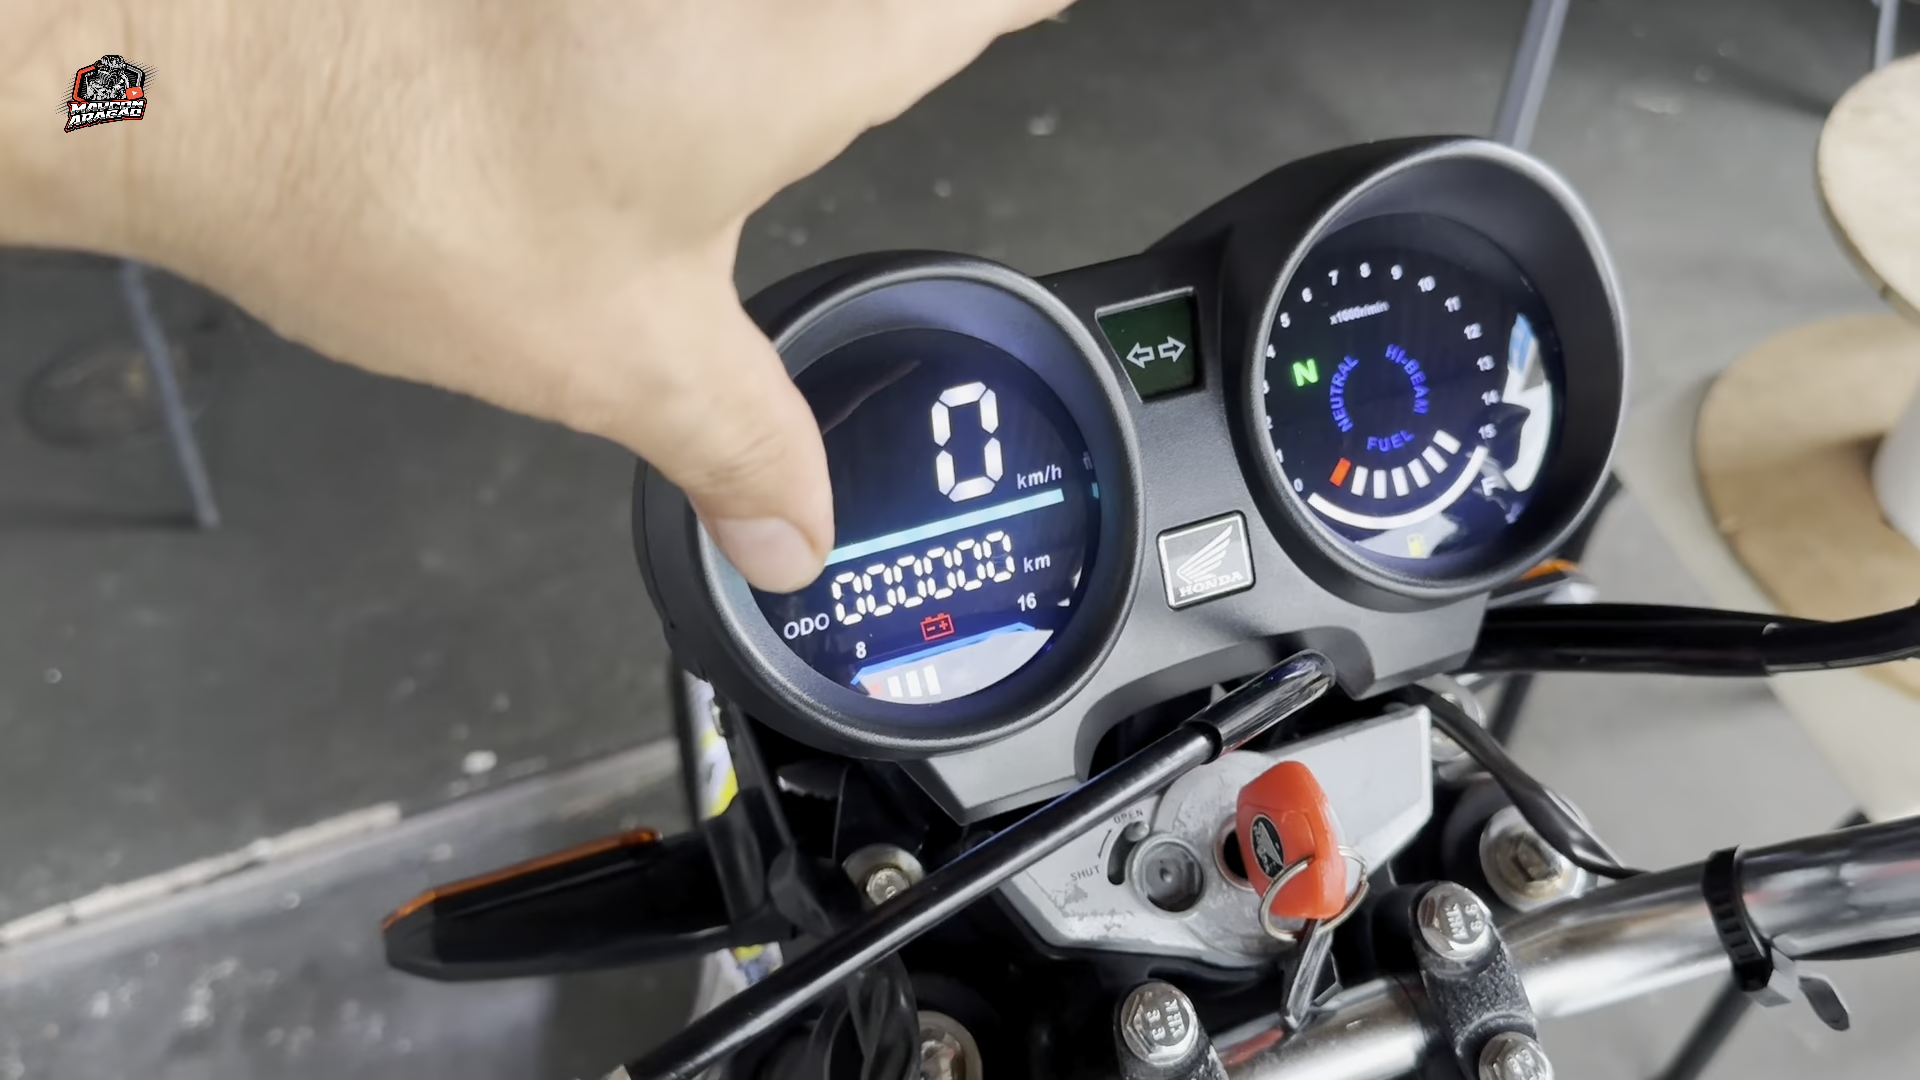 MAYCON
ARAGÃO
0
km/h
000000
km
ODO
8
16
0
1
2
3
4
5
6
7
8
9
10
11
12
13
14
15
x1000r/min
N
NEUTRAL
HI-BEAM
FUEL
F
HONDA
OPEN
SHUT